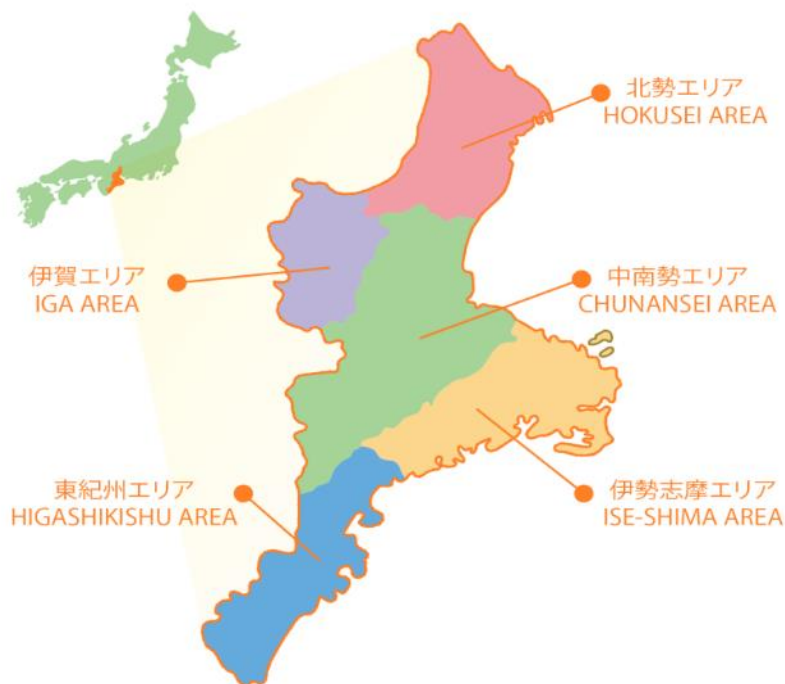 北勢エリア
HOKUSEI AREA
伊賀エリア
IGA AREA
中南勢エリア
CHUNANSEI AREA
東紀州エリア
HIGASHIKISHU AREA
伊勢志摩エリア
ISE-SHIMA AREA